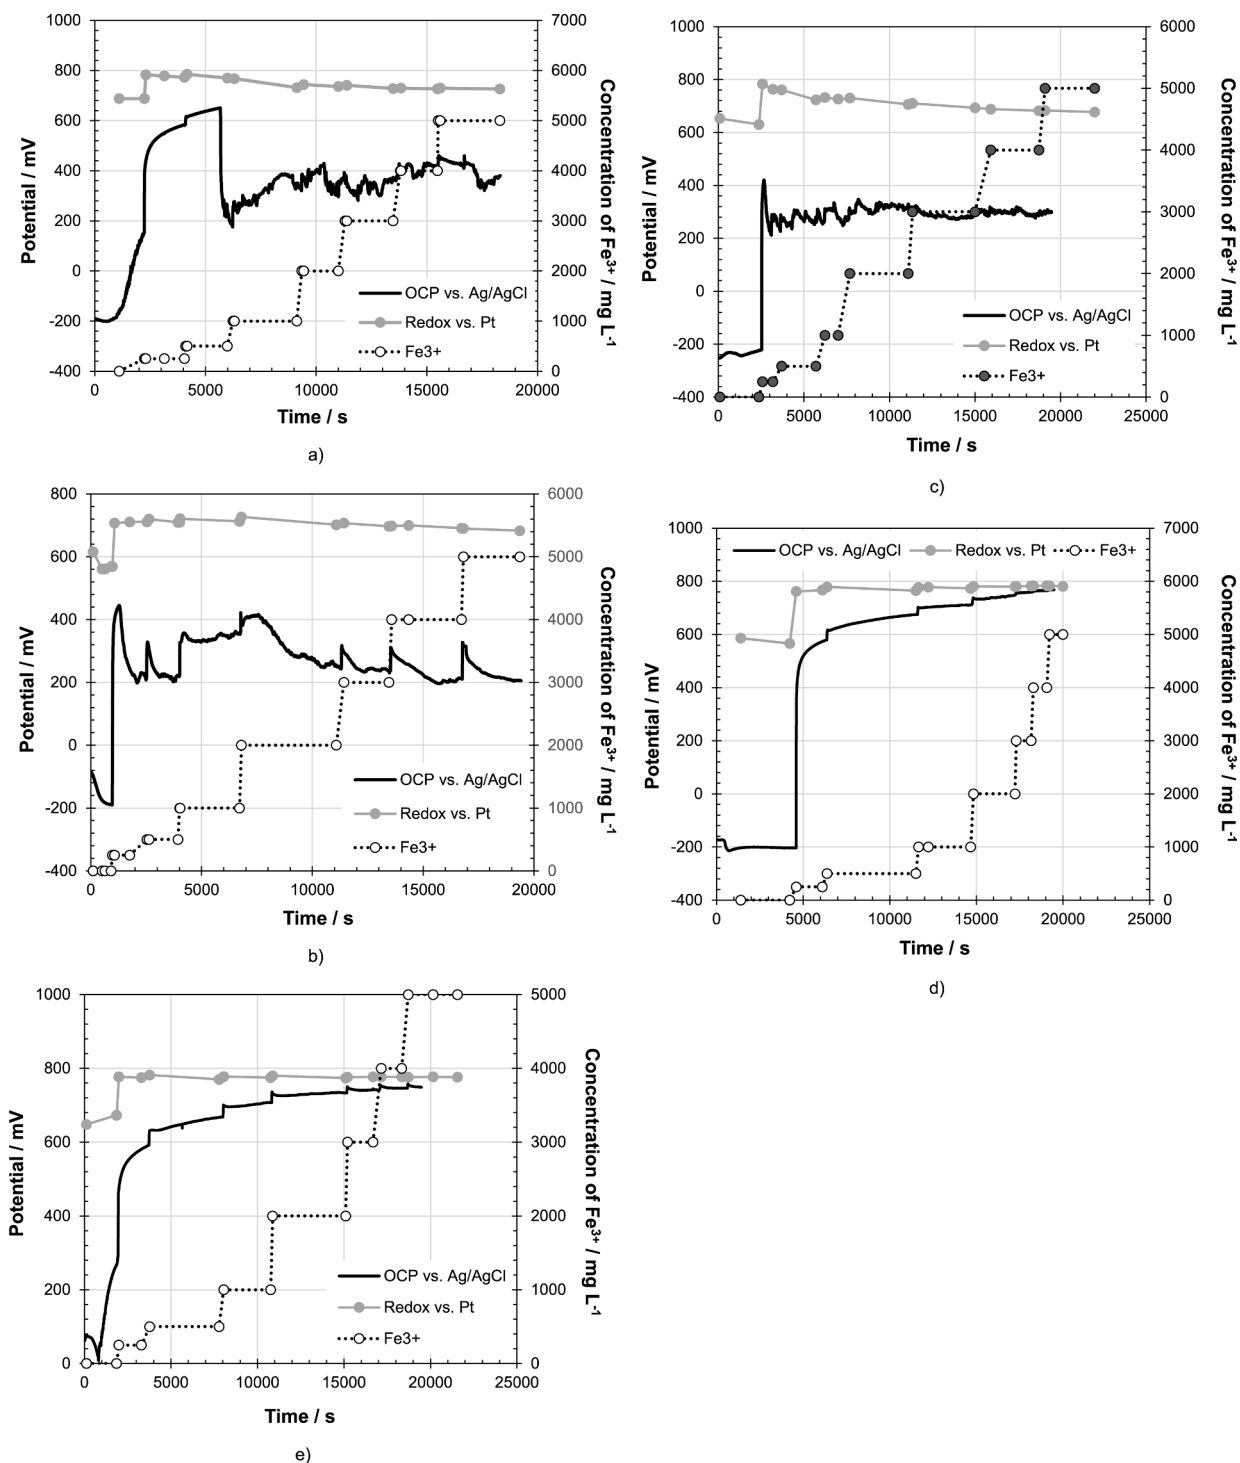 1000
800
600
400
200
0
-200
-400
7000
6000
5000
4000
3000
2000
1000
0
0
5000
10000
15000
20000
Potential / mV
Concentration of Fe³⁺ / mg L⁻¹
OCP vs. Ag/AgCl
Redox vs. Pt
Fe3+
Time / s
a)
1000
800
600
400
200
0
-200
-400
6000
5000
4000
3000
2000
1000
0
0
5000
10000
15000
20000
25000
Potential / mV
Concentration of Fe³⁺ / mg L⁻¹
OCP vs. Ag/AgCl
Redox vs. Pt
Fe3+
Time / s
c)
800
600
400
200
0
-200
-400
6000
5000
4000
3000
2000
1000
0
0
5000
10000
15000
20000
Potential / mV
Concentration of Fe³⁺ / mg L⁻¹
OCP vs. Ag/AgCl
Redox vs. Pt
Fe3+
Time / s
b)
1000
800
600
400
200
0
-200
-400
7000
6000
5000
4000
3000
2000
1000
0
0
5000
10000
15000
20000
25000
Potential / mV
Concentration of Fe³⁺ / mg L⁻¹
OCP vs. Ag/AgCl
Redox vs. Pt
Fe3+
Time / s
d)
1000
800
600
400
200
0
5000
4000
3000
2000
1000
0
0
5000
10000
15000
20000
25000
Potential / mV
Concentration of Fe³⁺ / mg L⁻¹
OCP vs. Ag/AgCl
Redox vs. Pt
Fe3+
Time / s
e)